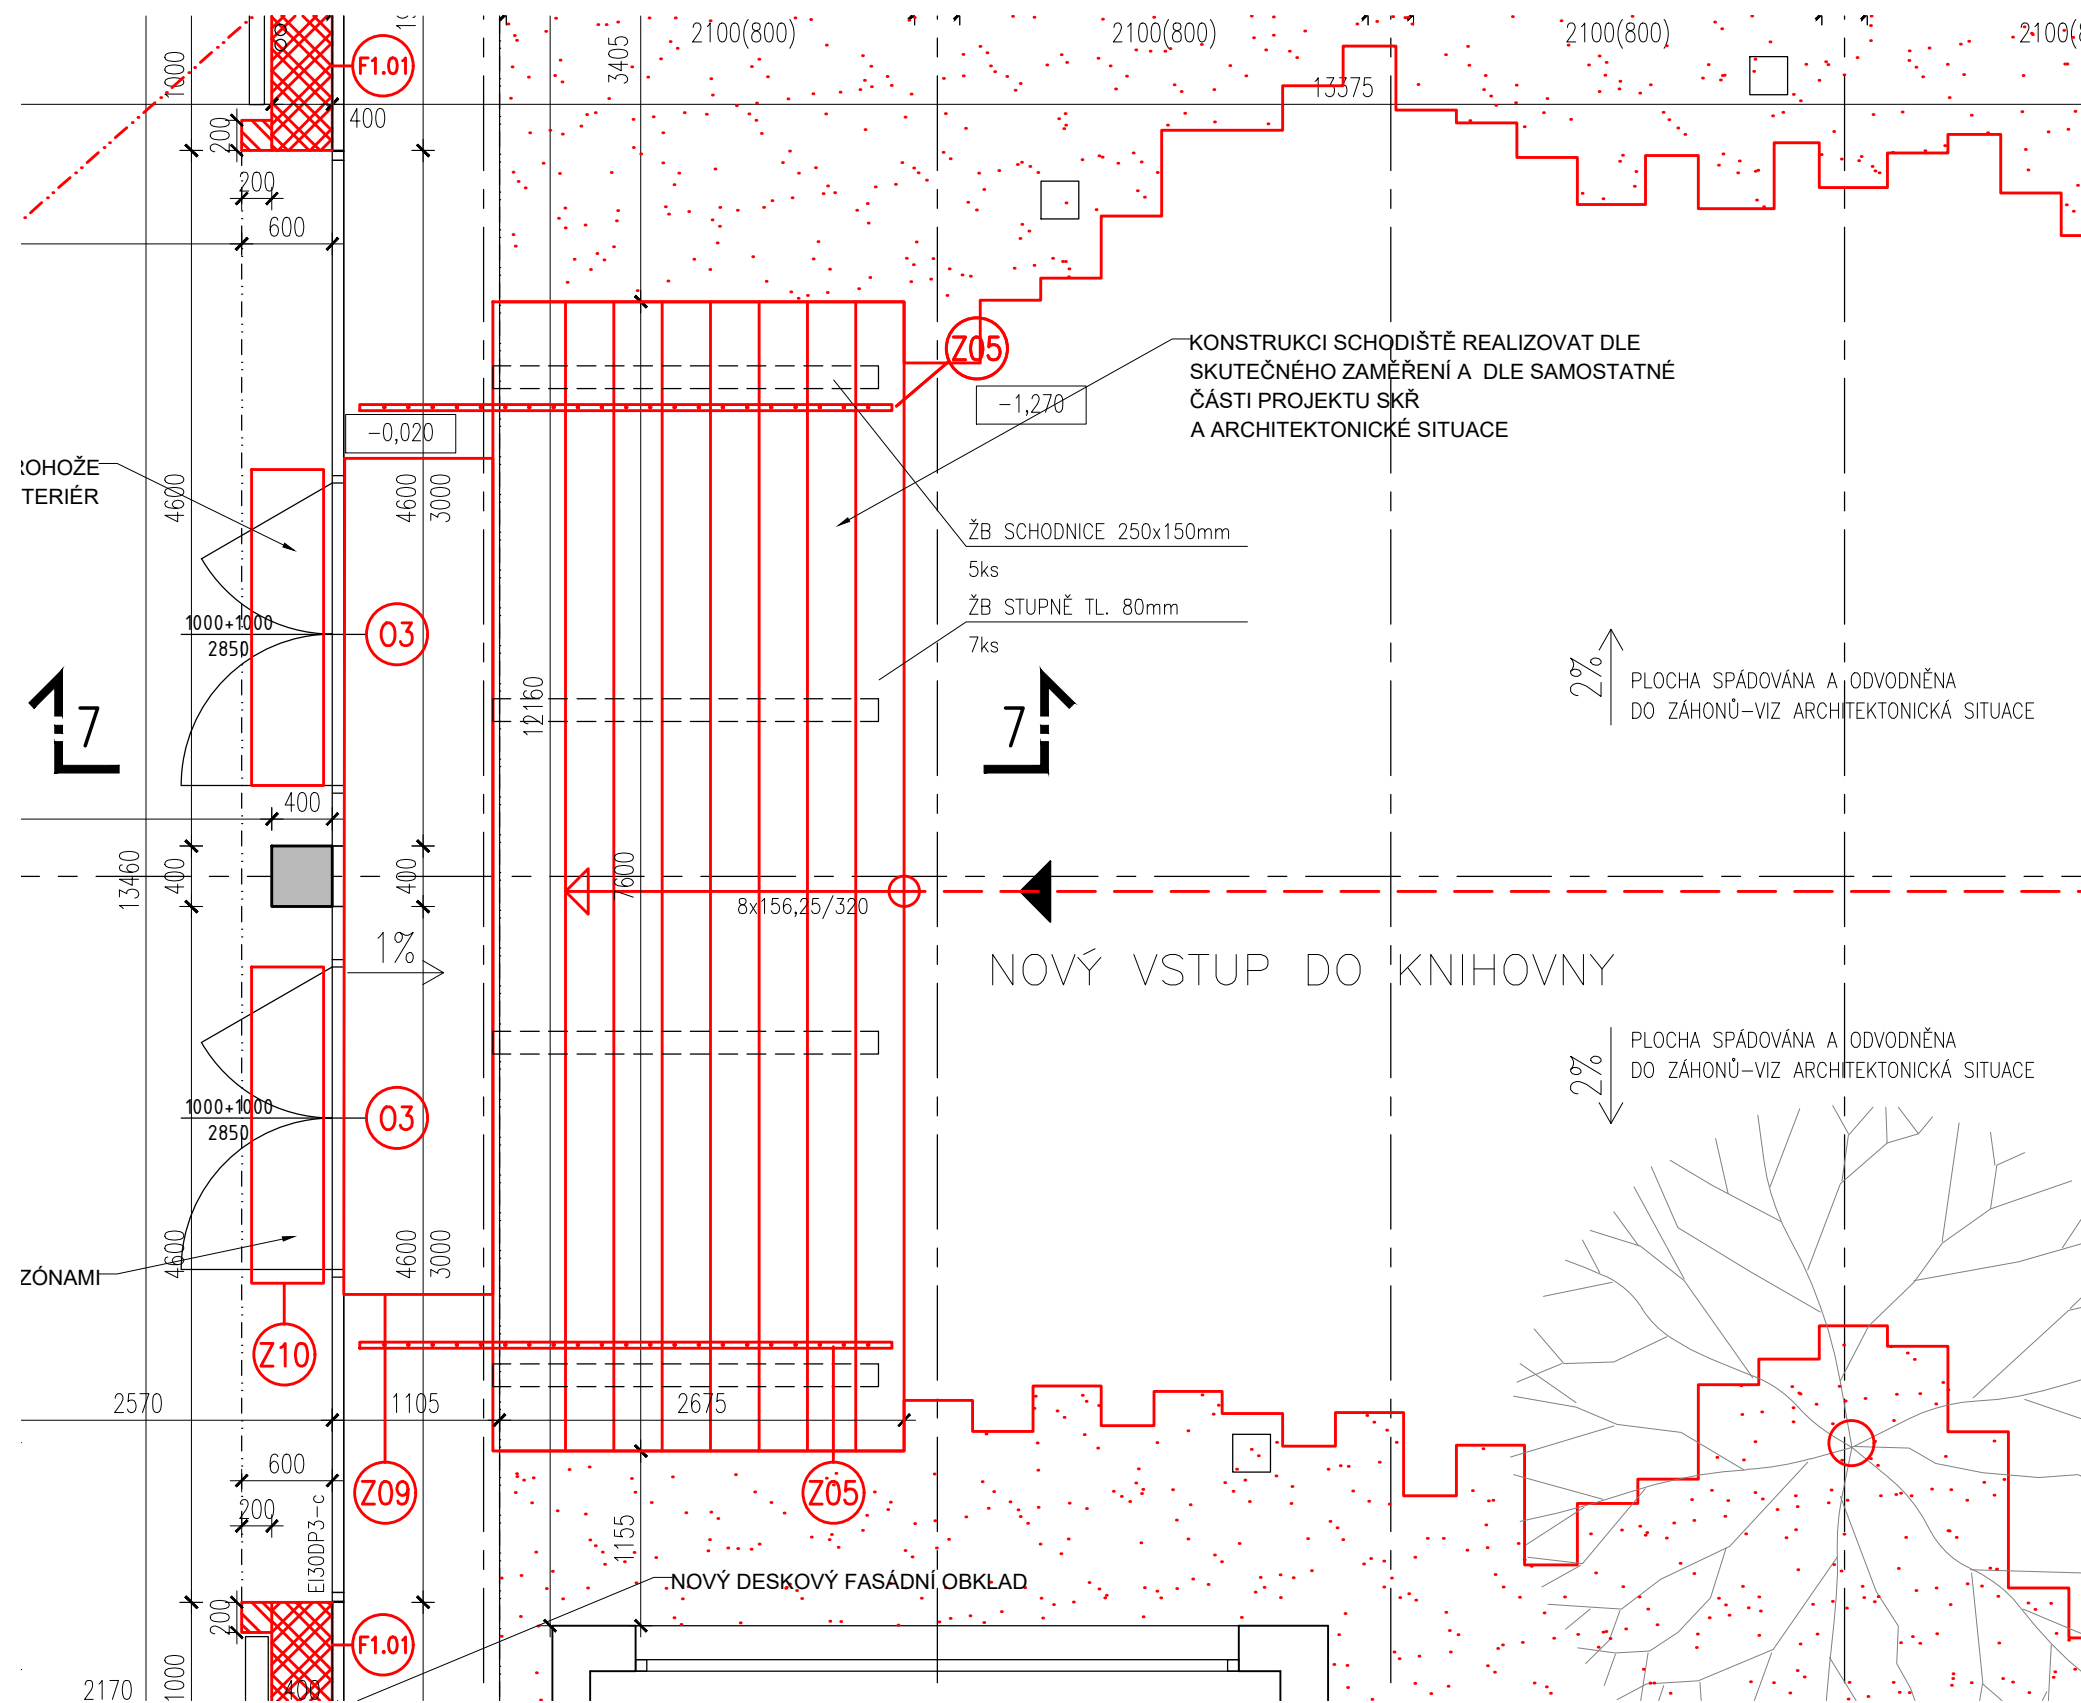 2100(800)
2100(800)
2100(800)
3405
1000
F1.01
13375
400
200
200
600
Z05
KONSTRUKCI SCHODIŠTĚ REALIZOVAT DLE
SKUTEČNÉHO ZAMĚŘENÍ A DLE SAMOSTATNÉ
ČÁSTI PROJEKTU SKŘ
A ARCHITEKTONICKÉ SITUACE
-1,270
-0,020
ROHOŽE
TERIÉR
4600
4600
3000
ŽB SCHODNICE 250x150mm
5ks
ŽB STUPNĚ TL. 80mm
7ks
1000+1000
2850
O3
12160
7
7
2%
PLOCHA SPÁDOVÁNA A ODVODNĚNA
DO ZÁHONŮ-VIZ ARCHITEKTONICKÁ SITUACE
400
13460
400
400
7600
8x156,25/320
1%
NOVÝ VSTUP DO KNIHOVNY
2%
PLOCHA SPÁDOVÁNA A ODVODNĚNA
DO ZÁHONŮ-VIZ ARCHITEKTONICKÁ SITUACE
1000+1000
2850
O3
4600
4600
3000
ZÓNAMI
Z10
2570
1105
2675
600
Z09
Z05
200
EI30DP3-c
1155
NOVÝ DESKOVÝ FASÁDNÍ OBKLAD
200
F1.01
2170
1000
400